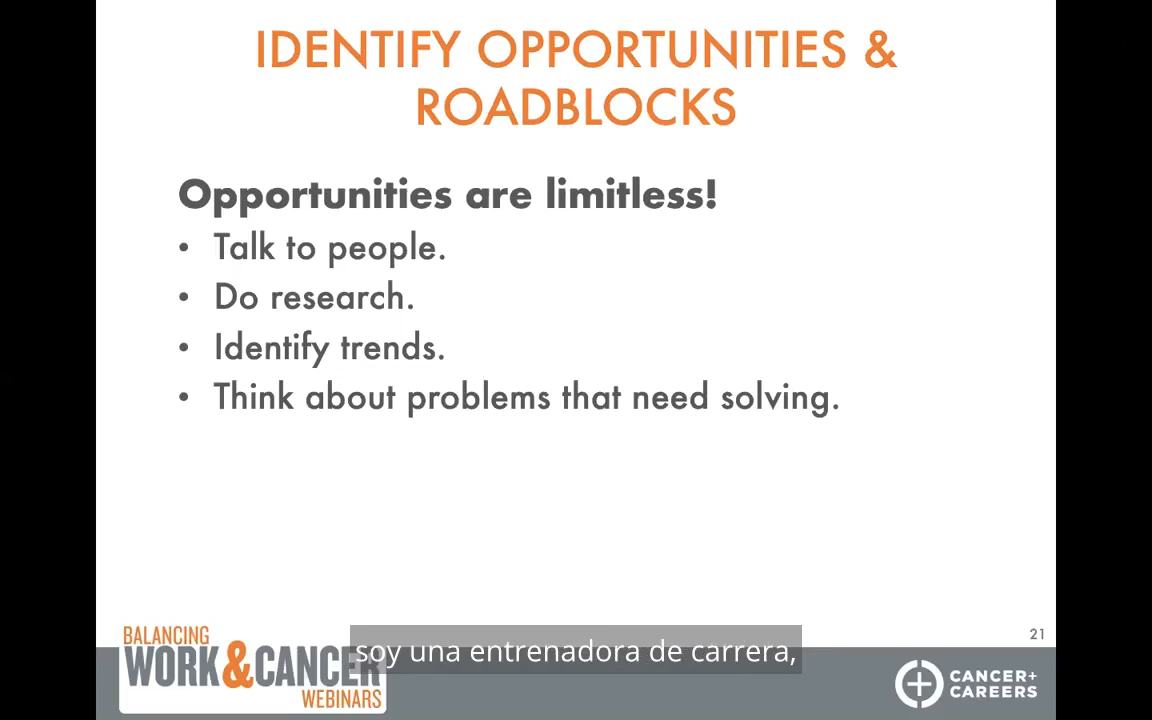 IDENTIFY OPPORTUNITIES &
ROADBLOCKS
Opportunities are limitless!
• Talk to people.
• Do research.
• Identify trends.
• Think about problems that need solving.
21
BALANCING
WORK&CANCER
WEBINARS
soy una entrenadora de carrera,
CANCER+
CAREERS